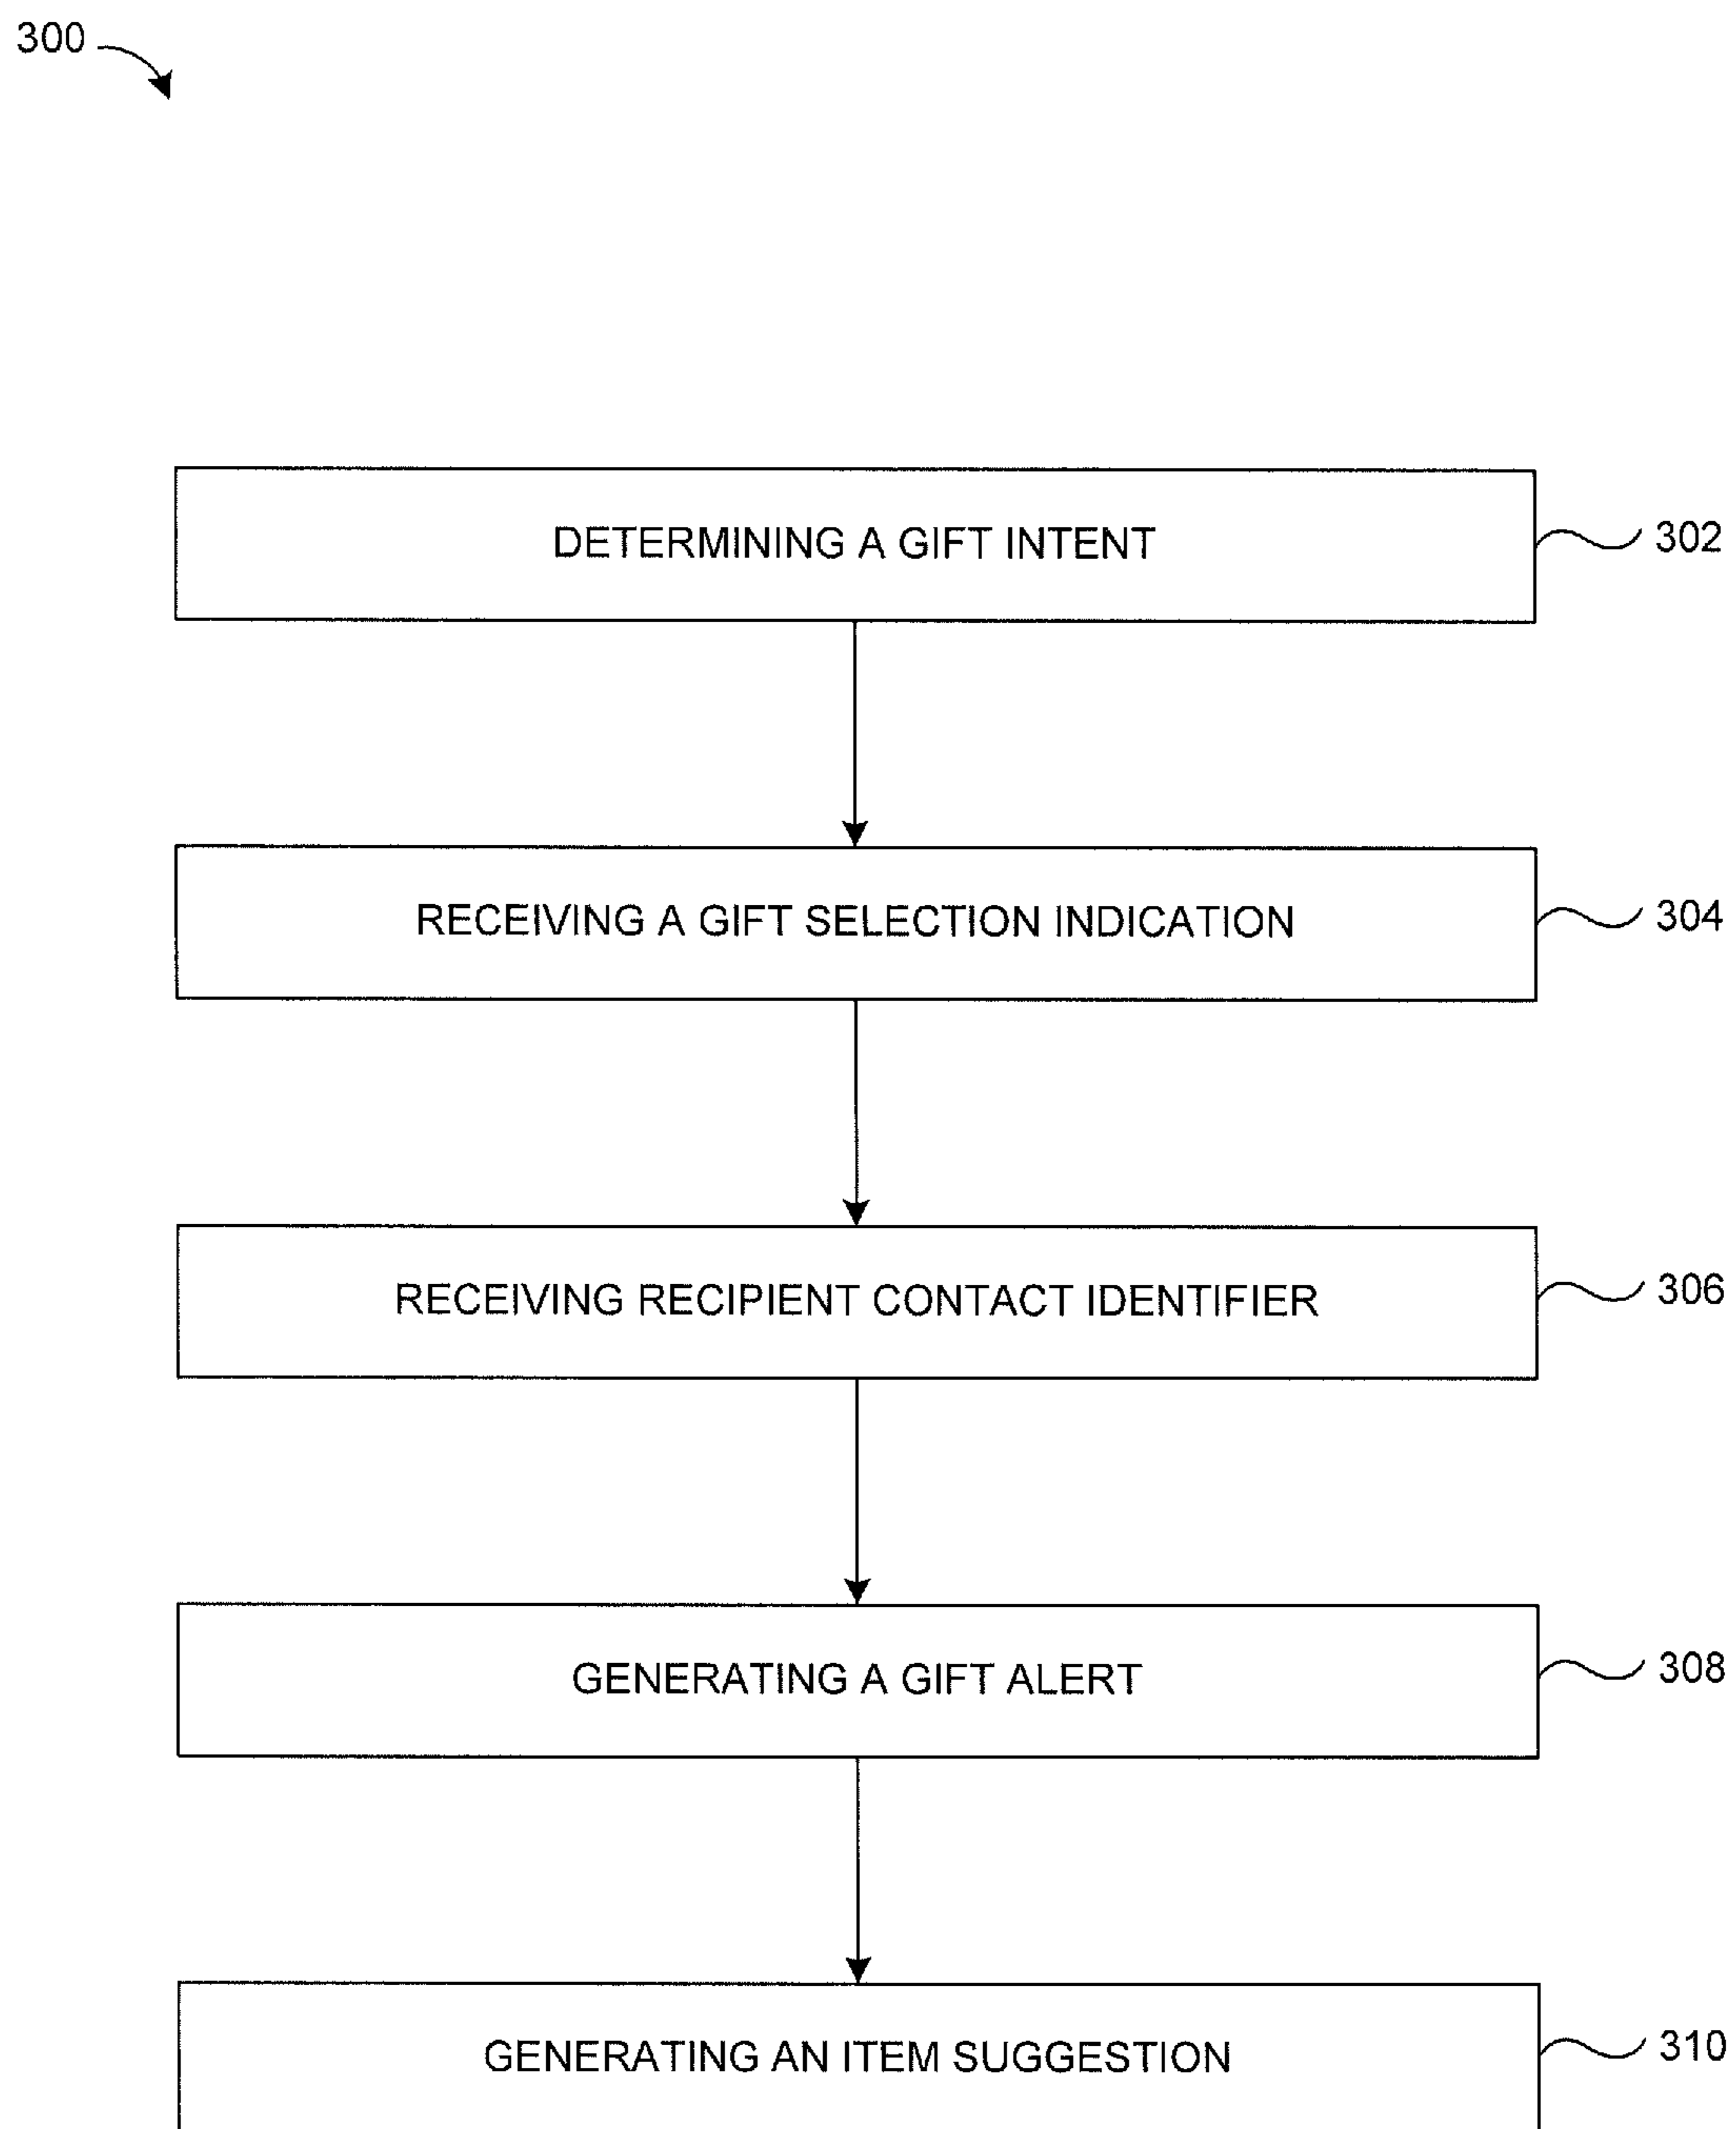 300
DETERMINING A GIFT INTENT
302
RECEIVING A GIFT SELECTION INDICATION
304
RECEIVING RECIPIENT CONTACT IDENTIFIER
306
GENERATING A GIFT ALERT
308
GENERATING AN ITEM SUGGESTION
310